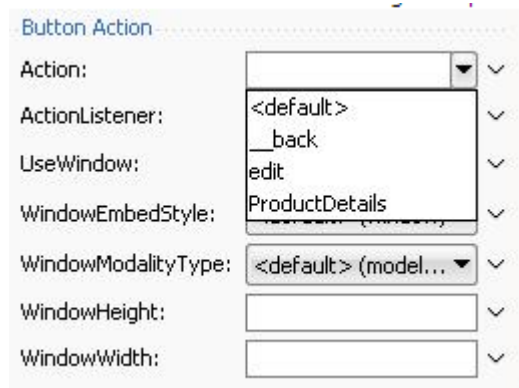 Button Action
Action:
<default>
ActionListener:
__back
UseWindow:
edit
ProductDetails
WindowEmbedStyle:
WindowModalityType: <default> (model...
WindowHeight:
WindowWidth: